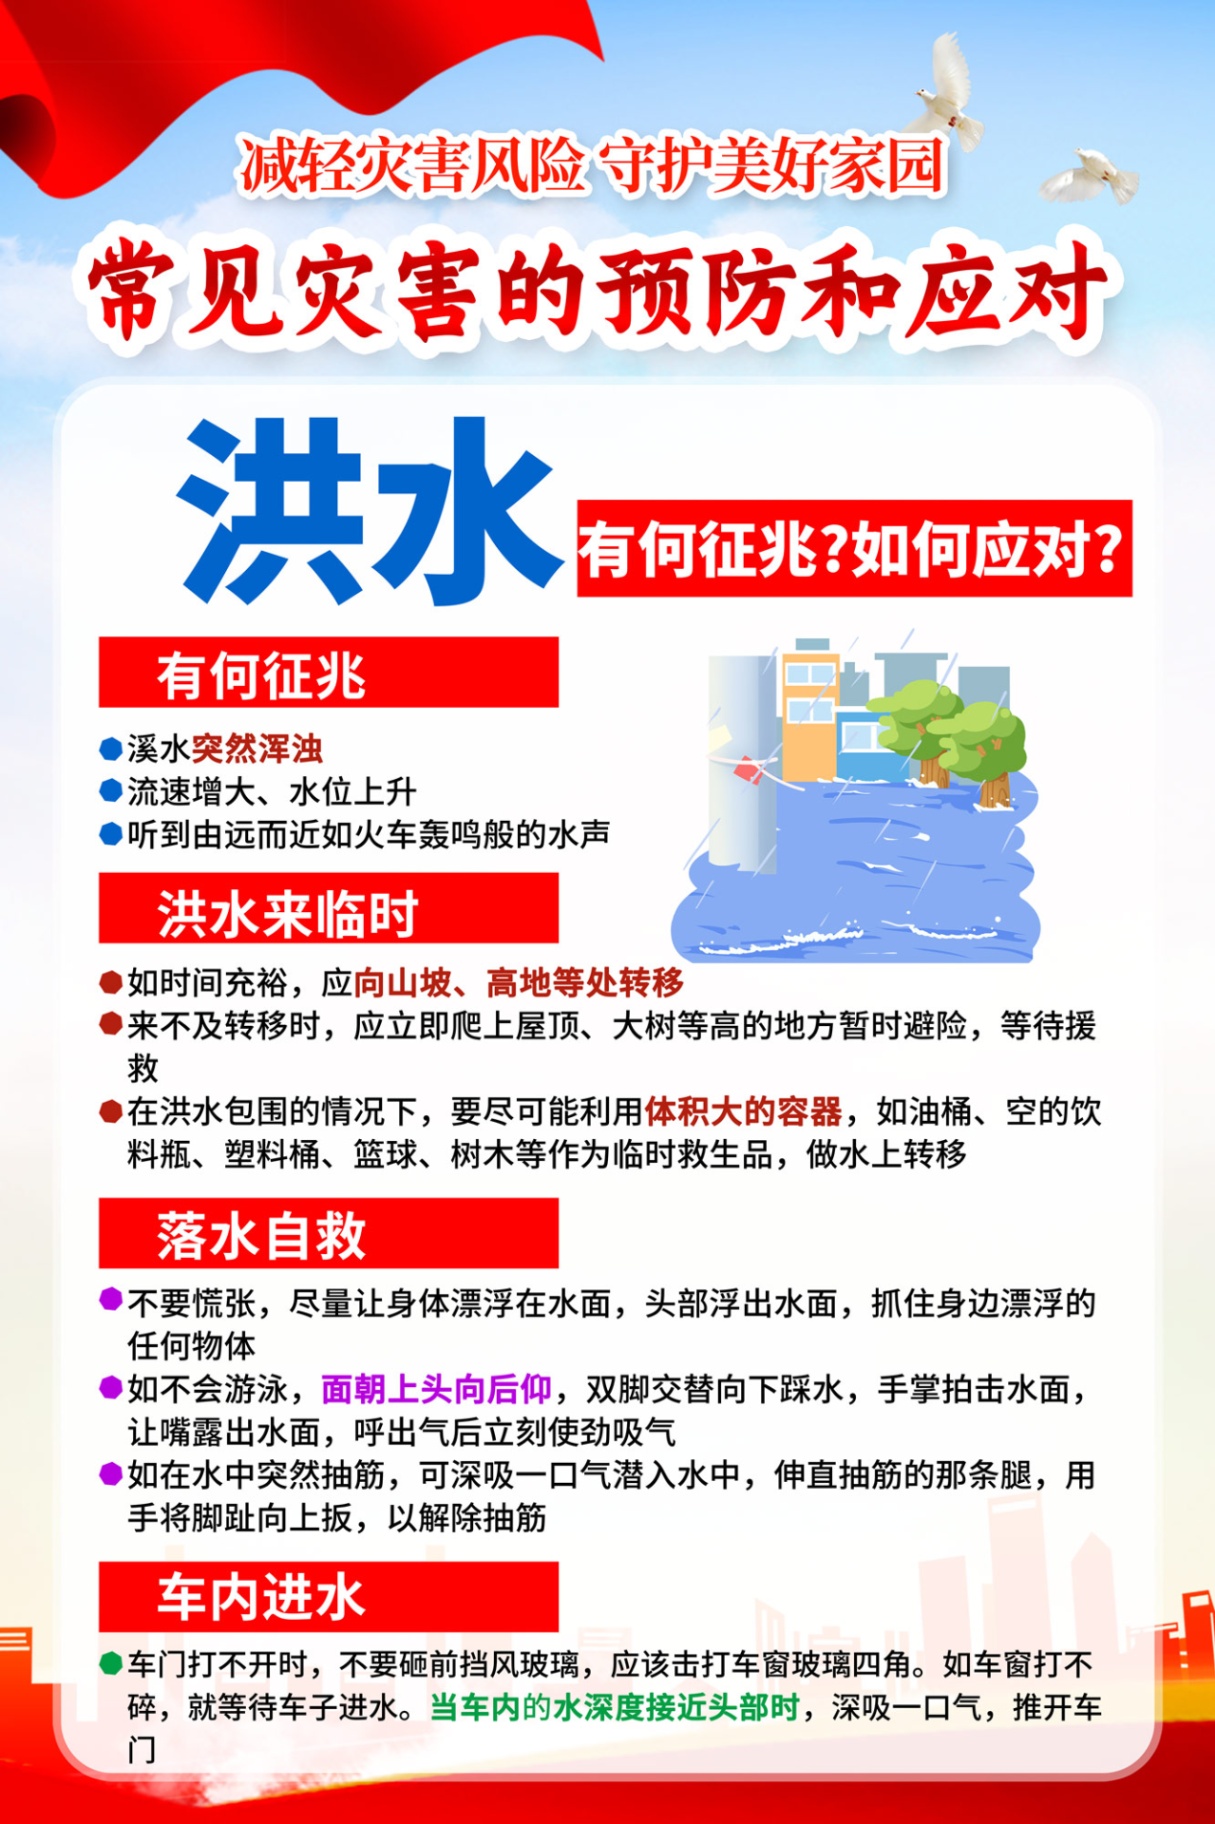 减轻灾害风险 守护美好家园
常见灾害的预防和应对
洪水
有何征兆?如何应对?
有何征兆
溪水突然浑浊
流速增大、水位上升
听到由远而近如火车轰鸣般的水声
洪水来临时
如时间充裕，应向山坡、高地等处转移
来不及转移时，应立即爬上屋顶、大树等高的地方暂时避险，等待援
救
在洪水包围的情况下，要尽可能利用体积大的容器，如油桶、空的饮
料瓶、塑料桶、篮球、树木等作为临时救生品，做水上转移
落水自救
不要慌张，尽量让身体漂浮在水面，头部浮出水面，抓住身边漂浮的
任何物体
如不会游泳，面朝上头向后仰，双脚交替向下踩水，手掌拍击水面，
让嘴露出水面，呼出气后立刻使劲吸气
如在水中突然抽筋，可深吸一口气潜入水中，伸直抽筋的那条腿，用
手将脚趾向上扳，以解除抽筋
车内进水
车门打不开时，不要砸前挡风玻璃，应该击打车窗玻璃四角。如车窗打不
碎，就等待车子进水。当车内的水深度接近头部时，深吸一口气，推开车
门